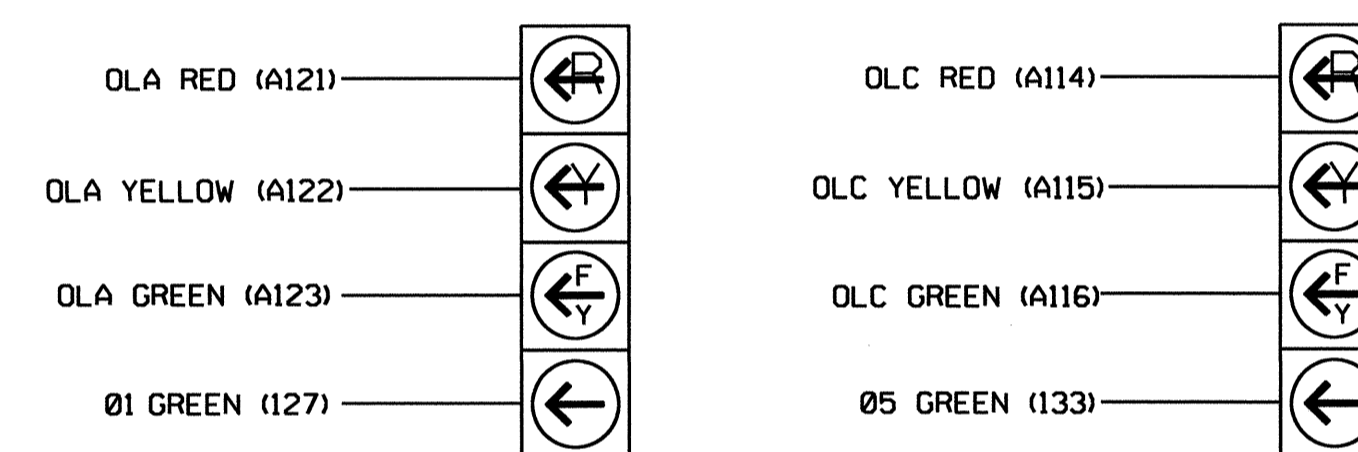 OLA RED (A121)
R
OLA YELLOW (A122)
Y
OLA GREEN (A123)
F
Y
Ø1 GREEN (127)
OLC RED (A114)
R
OLC YELLOW (A115)
Y
OLC GREEN (A116)
F
Y
Ø5 GREEN (133)